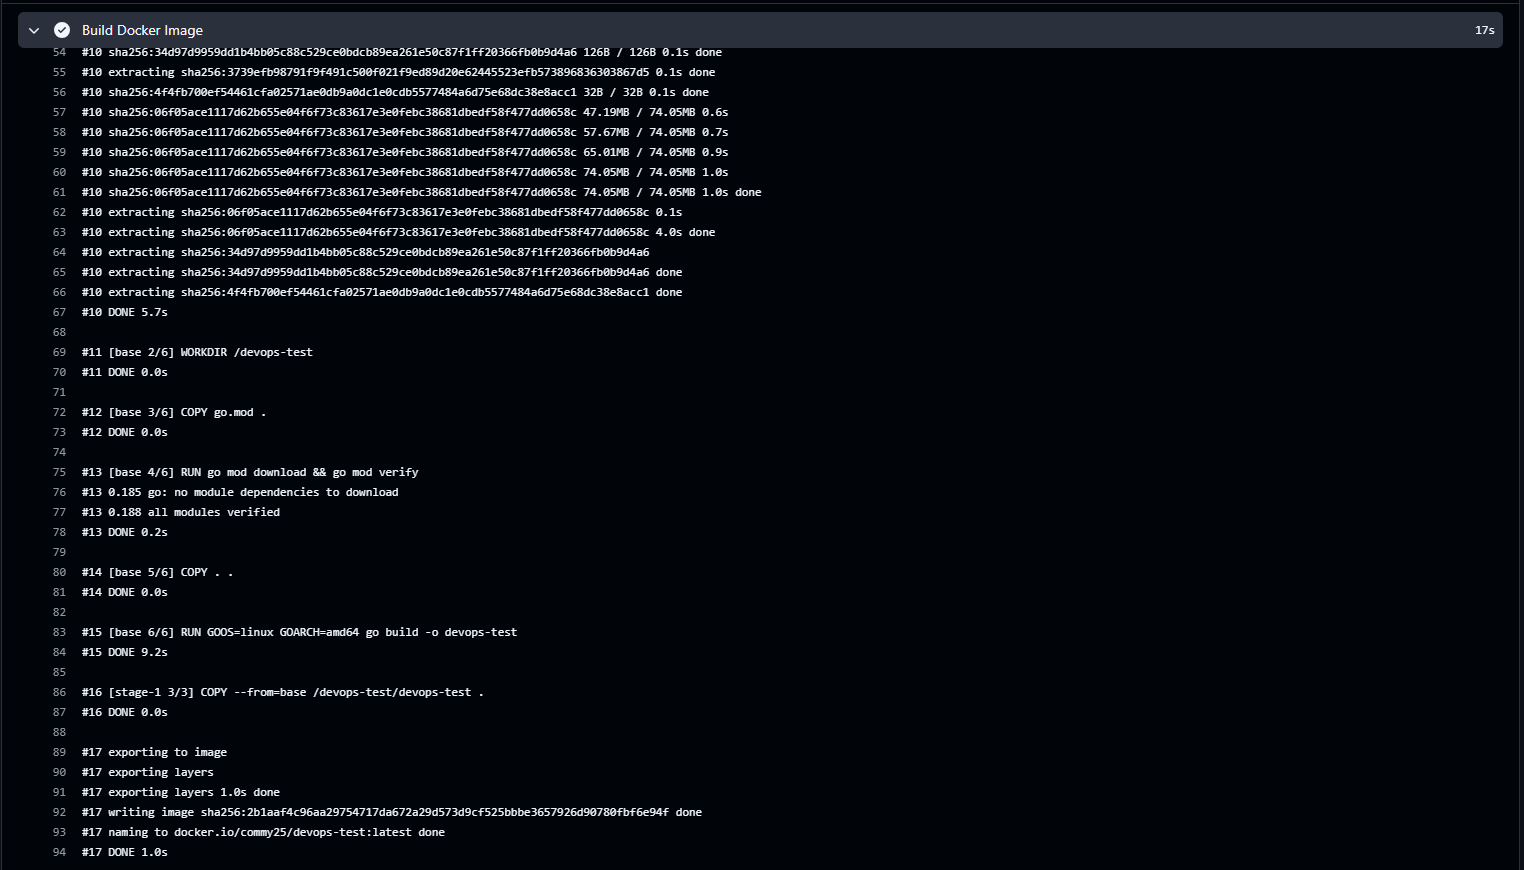 Build Docker Image 17s
54 #10 sha256:34d97d9959dd1b4bb05c88c529ce0bdcb89ea261e50c87f1ff20366fb0b9d4a6 126B / 126B 0.1s done
55 #10 extracting sha256:3739efb98791f9f491c500f021f9ed89d20e62445523efb573896836303867d5 0.1s done
56 #10 sha256:4f4fb700ef54461cfa02571ae0db9a0dc1e0cdb5577484a6d75e68dc38e8acc1 32B / 32B 0.1s done
57 #10 sha256:06f05ace1117d62b655e04f6f73c83617e3e0febc38681dbedf58f477dd0658c 47.19MB / 74.05MB 0.6s
58 #10 sha256:06f05ace1117d62b655e04f6f73c83617e3e0febc38681dbedf58f477dd0658c 57.67MB / 74.05MB 0.7s
59 #10 sha256:06f05ace1117d62b655e04f6f73c83617e3e0febc38681dbedf58f477dd0658c 65.01MB / 74.05MB 0.9s
60 #10 sha256:06f05ace1117d62b655e04f6f73c83617e3e0febc38681dbedf58f477dd0658c 74.05MB / 74.05MB 1.0s
61 #10 sha256:06f05ace1117d62b655e04f6f73c83617e3e0febc38681dbedf58f477dd0658c 74.05MB / 74.05MB 1.0s done
62 #10 extracting sha256:06f05ace1117d62b655e04f6f73c83617e3e0febc38681dbedf58f477dd0658c 0.1s
63 #10 extracting sha256:06f05ace1117d62b655e04f6f73c83617e3e0febc38681dbedf58f477dd0658c 4.0s done
64 #10 extracting sha256:34d97d9959dd1b4bb05c88c529ce0bdcb89ea261e50c87f1ff20366fb0b9d4a6
65 #10 extracting sha256:34d97d9959dd1b4bb05c88c529ce0bdcb89ea261e50c87f1ff20366fb0b9d4a6 done
66 #10 extracting sha256:4f4fb700ef54461cfa02571ae0db9a0dc1e0cdb5577484a6d75e68dc38e8acc1 done
67 #10 DONE 5.7s
68
69 #11 [base 2/6] WORKDIR /devops-test
70 #11 DONE 0.0s
71
72 #12 [base 3/6] COPY go.mod .
73 #12 DONE 0.0s
74
75 #13 [base 4/6] RUN go mod download && go mod verify
76 #13 0.185 go: no module dependencies to download
77 #13 0.188 all modules verified
78 #13 DONE 0.2s
79
80 #14 [base 5/6] COPY . .
81 #14 DONE 0.0s
82
83 #15 [base 6/6] RUN GOOS=linux GOARCH=amd64 go build -o devops-test
84 #15 DONE 9.2s
85
86 #16 [stage-1 3/3] COPY --from=base /devops-test/devops-test .
87 #16 DONE 0.0s
88
89 #17 exporting to image
90 #17 exporting layers
91 #17 exporting layers 1.0s done
92 #17 writing image sha256:2b1aaf4c96aa29754717da672a29d573d9cf525bbbe3657926d90780fbf6e94f done
93 #17 naming to docker.io/commy25/devops-test:latest done
94 #17 DONE 1.0s